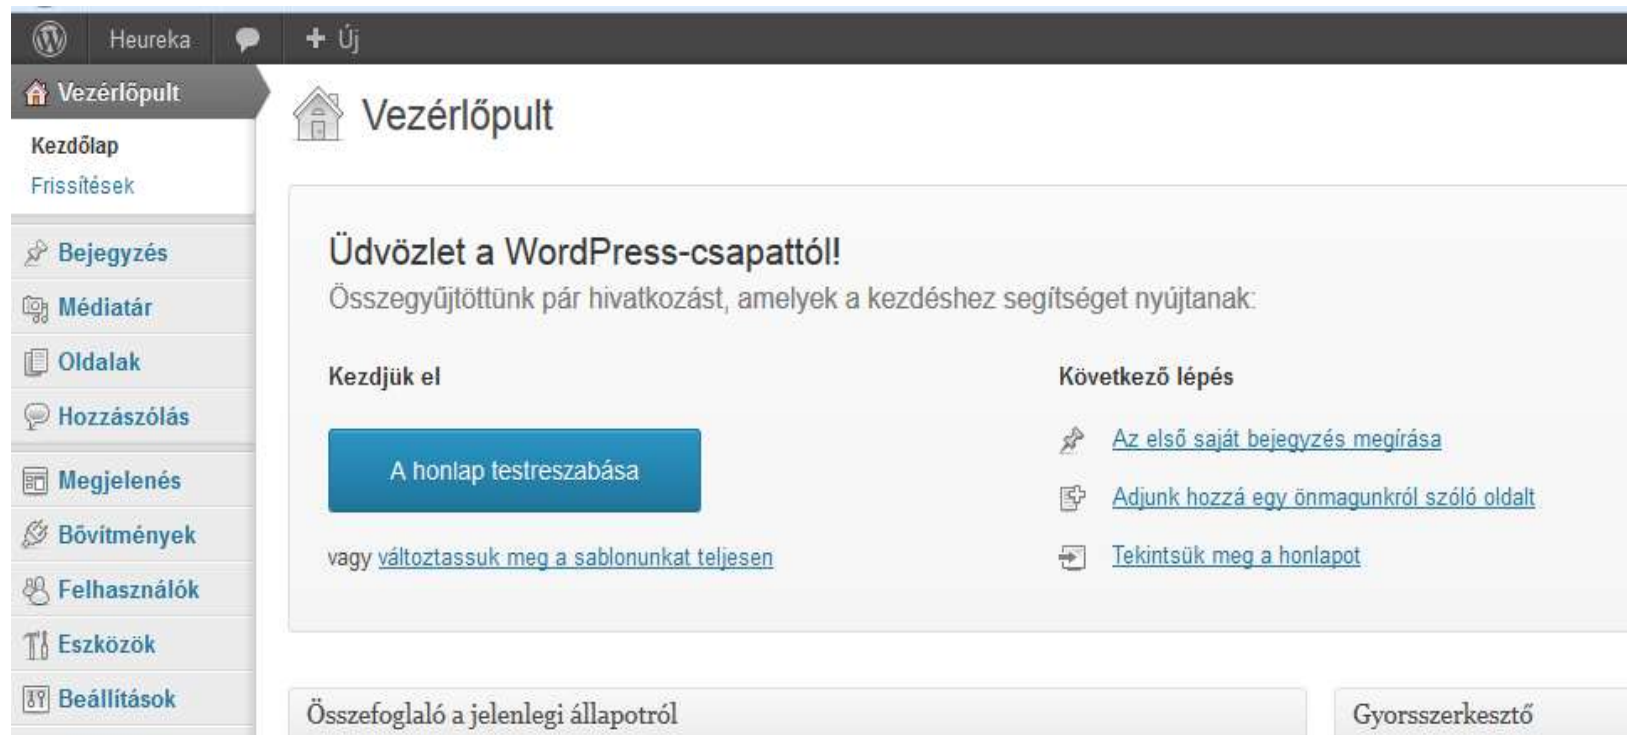 Heureka
+ Új
Vezérlőpult
Kezdőlap
Frissítések
Bejegyzés
Médiatár
Oldalak
Hozzászólás
Megjelenés
Bővítmények
Felhasználók
Eszközök
Beállítások
Vezérlőpult
Üdvözlet a WordPress-csapattól!
Összegyűjtöttünk pár hivatkozást, amelyek a kezdéshez segítséget nyújtanak:
Kezdjük el
A honlap testreszabása
vagy változtassuk meg a sablonunkat teljesen
Következő lépés
Az első saját bejegyzés megírása
Adjunk hozzá egy önmagunkról szóló oldalt
Tekintsük meg a honlapot
Összefoglaló a jelenlegi állapotról
Gyorsszerkesztő